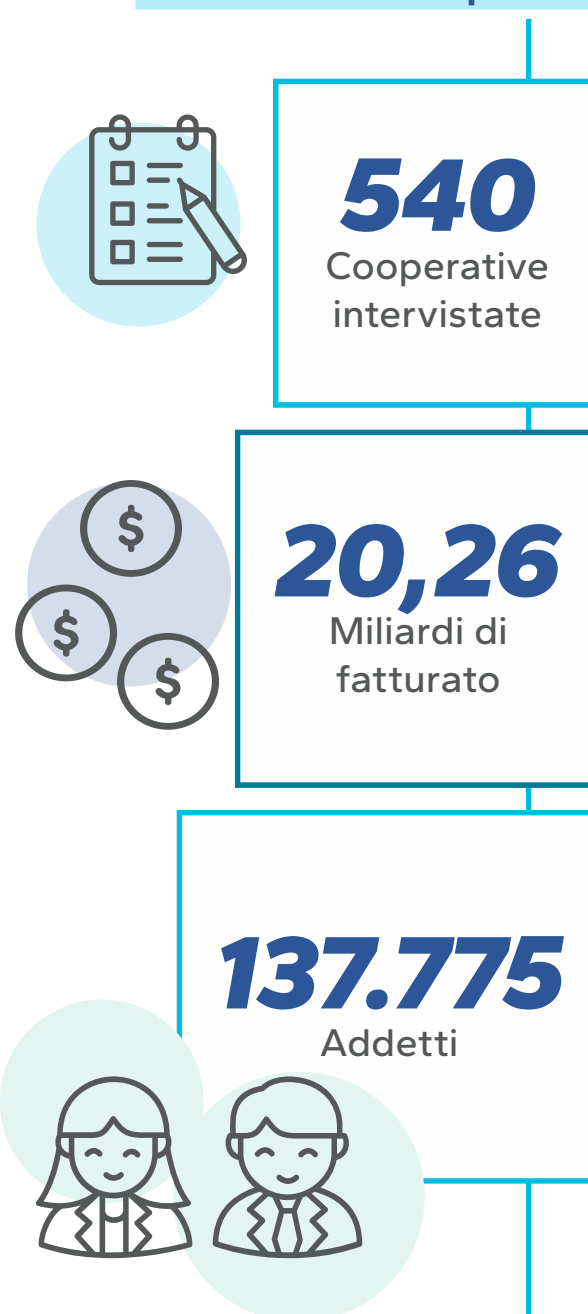 540
Cooperative
intervistate
$
20,26
$
Miliardi di
$
fatturato
137.775
Addetti